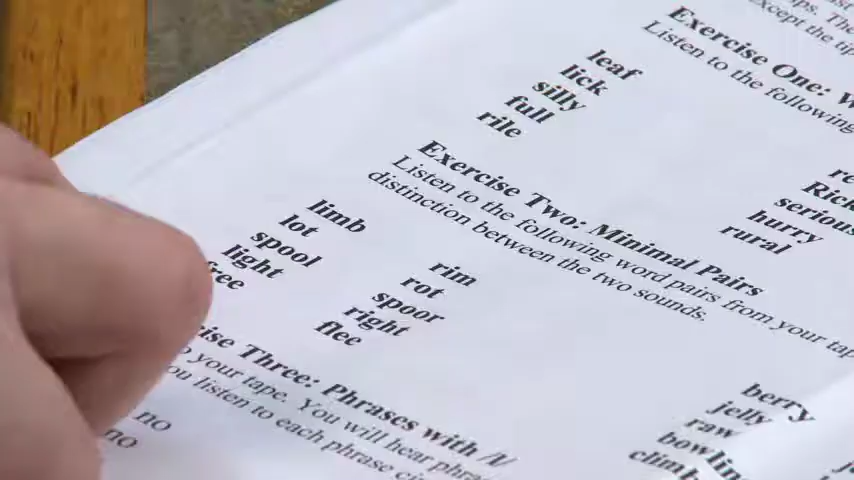 except the
Exercise One:
Listen to the following
leaf
lick
silly
full
rile
Rick
serious
hurry
rural
Exercise Two: Minimal Pairs
Listen to the following word pairs from your
distinction between the two sounds.
limb
lot
spool
light
rim
rot
spoor
right
flee
berry
jelly
raw
Three: Phrases with /l/
your tape. You will hear
you listen to each phrase
no
no